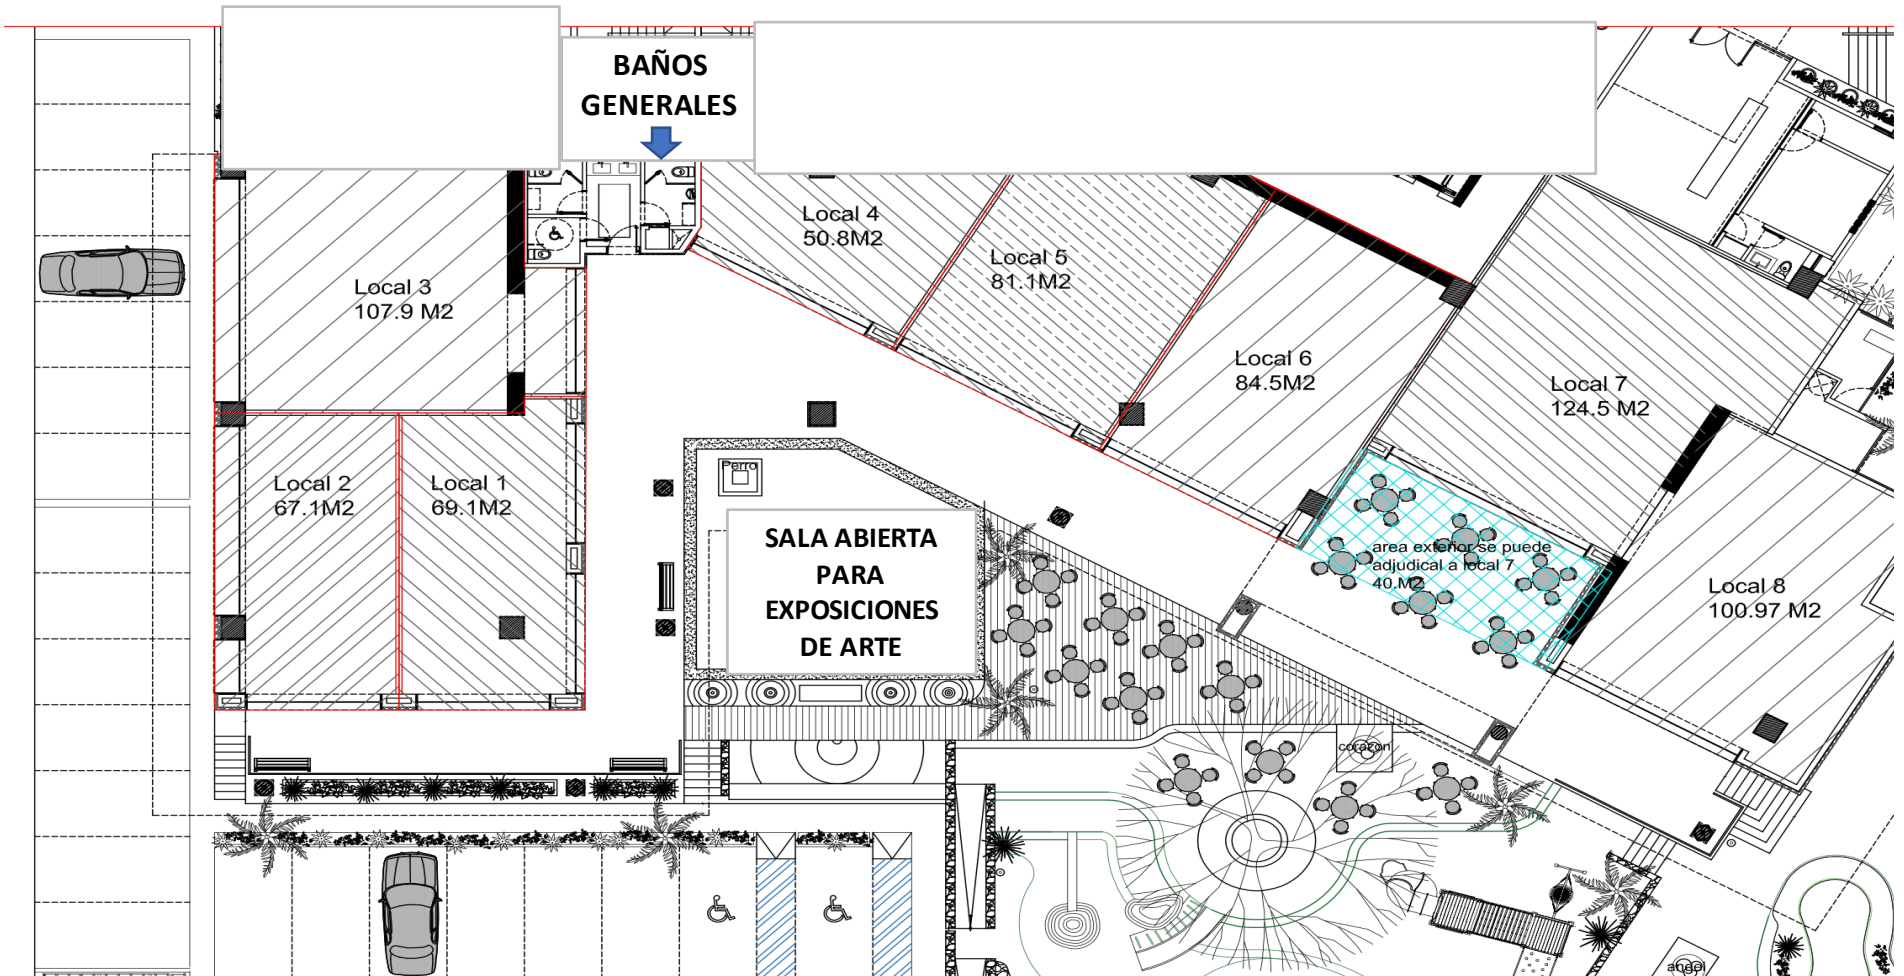 BAÑOS
GENERALES
Local 4
50.8M2
Local 5
81.1M2
Local 3
107.9 M2
Local 6
84.5M2
Local 7
124.5 M2
Perro
Local 2
67.1M2
Local 1
69.1M2
SALA ABIERTA
PARA
EXPOSICIONES
DE ARTE
area exterior se puede
adjudical a local 7
40.M2
Local 8
100.97 M2
corazon
angel